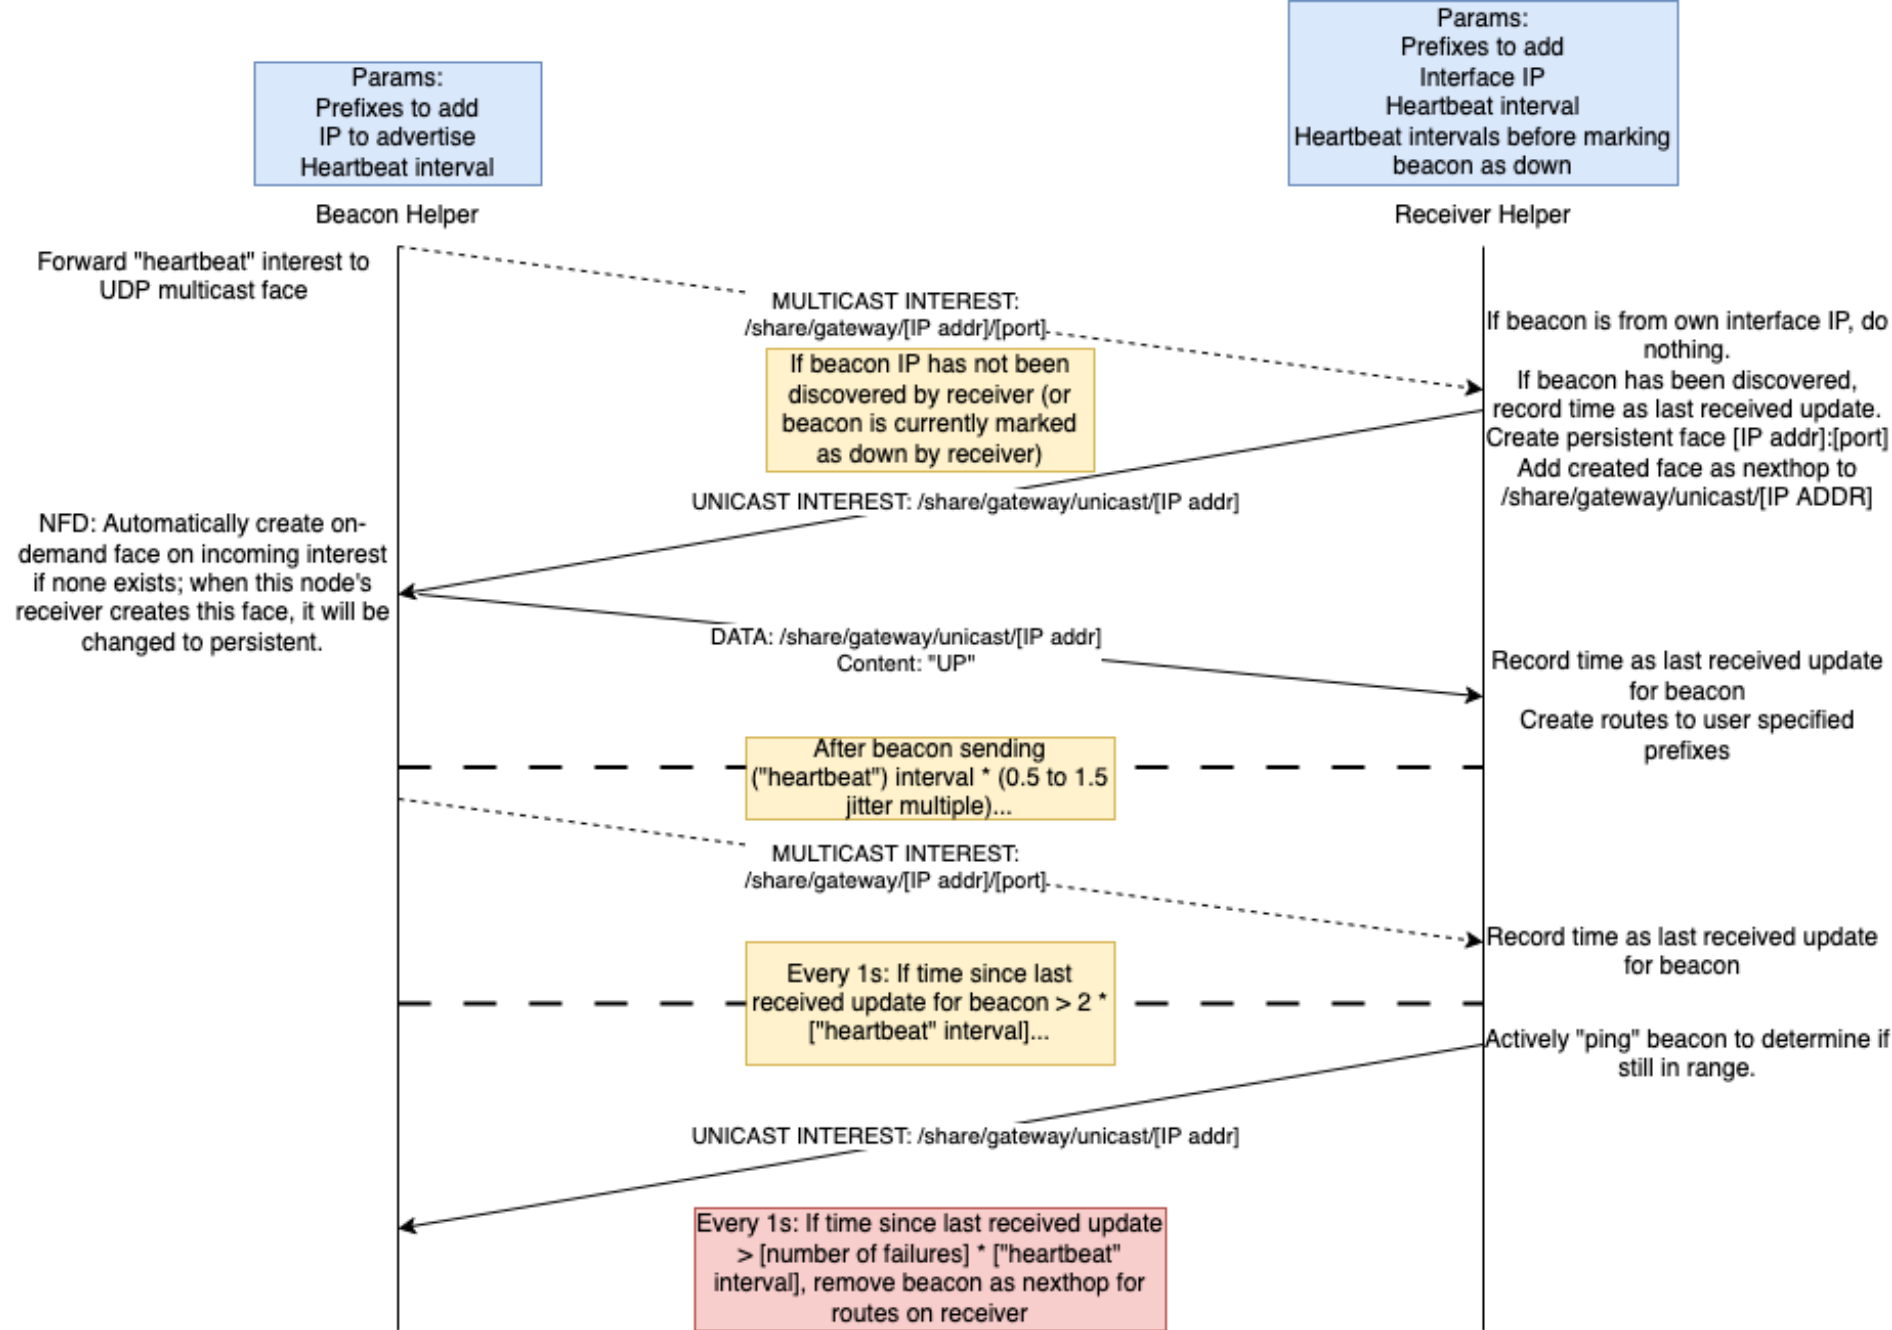 Params:
Prefixes to add
IP to advertise
Heartbeat interval
Params:
Prefixes to add
Interface IP
Heartbeat interval
Heartbeat intervals before marking
beacon as down
Beacon Helper
Receiver Helper
Forward "heartbeat" interest to
UDP multicast face
MULTICAST INTEREST:
/share/gateway/[IP addr]/[port]
If beacon is from own interface IP, do
nothing.
If beacon has been discovered,
record time as last received update.
Create persistent face [IP addr]:[port]
Add created face as nexthop to
/share/gateway/unicast/[IP ADDR]
If beacon IP has not been
discovered by receiver (or
beacon is currently marked
as down by receiver)
UNICAST INTEREST: /share/gateway/unicast/[IP addr]
NFD: Automatically create on-
demand face on incoming interest
if none exists; when this node's
receiver creates this face, it will be
changed to persistent.
DATA: /share/gateway/unicast/[IP addr]
Content: "UP"
Record time as last received update
for beacon
Create routes to user specified
prefixes
After beacon sending
("heartbeat") interval * (0.5 to 1.5
jitter multiple)...
MULTICAST INTEREST:
/share/gateway/[IP addr]/[port]
Record time as last received update
for beacon
Every 1s: If time since last
received update for beacon > 2 *
["heartbeat" interval]...
Actively "ping" beacon to determine if
still in range.
UNICAST INTEREST: /share/gateway/unicast/[IP addr]
Every 1s: If time since last received update
> [number of failures] * ["heartbeat"
interval], remove beacon as nexthop for
routes on receiver